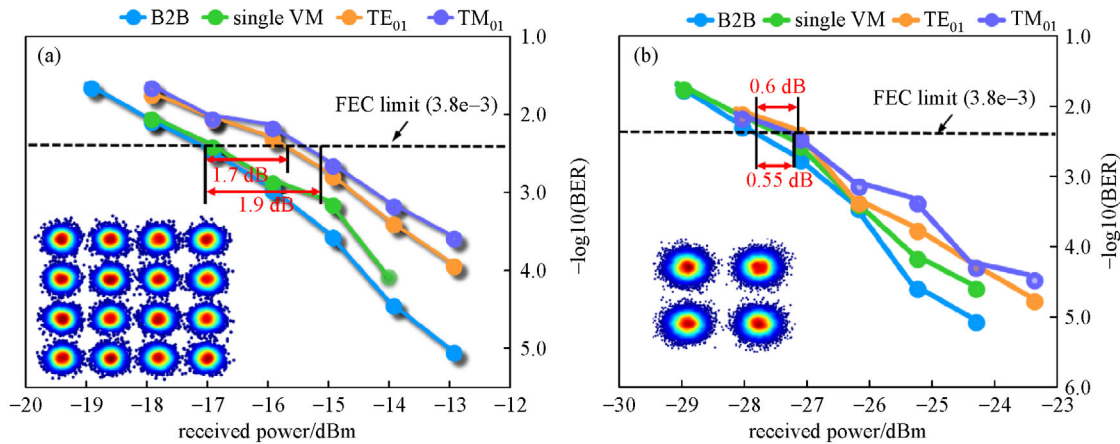 B2B single VM TE01 TM01
(a)
FEC limit (3.8e−3)
1.7 dB
1.9 dB
1.0
2.0
3.0
4.0
5.0
−log10(BER)
−20 −19 −18 −17 −16 −15 −14 −13 −12
received power/dBm
B2B single VM TE01 TM01
(b)
0.6 dB
FEC limit (3.8e−3)
0.55 dB
1.0
2.0
3.0
4.0
5.0
6.0
−log10(BER)
−30 −29 −28 −27 −26 −25 −24 −23
received power/dBm